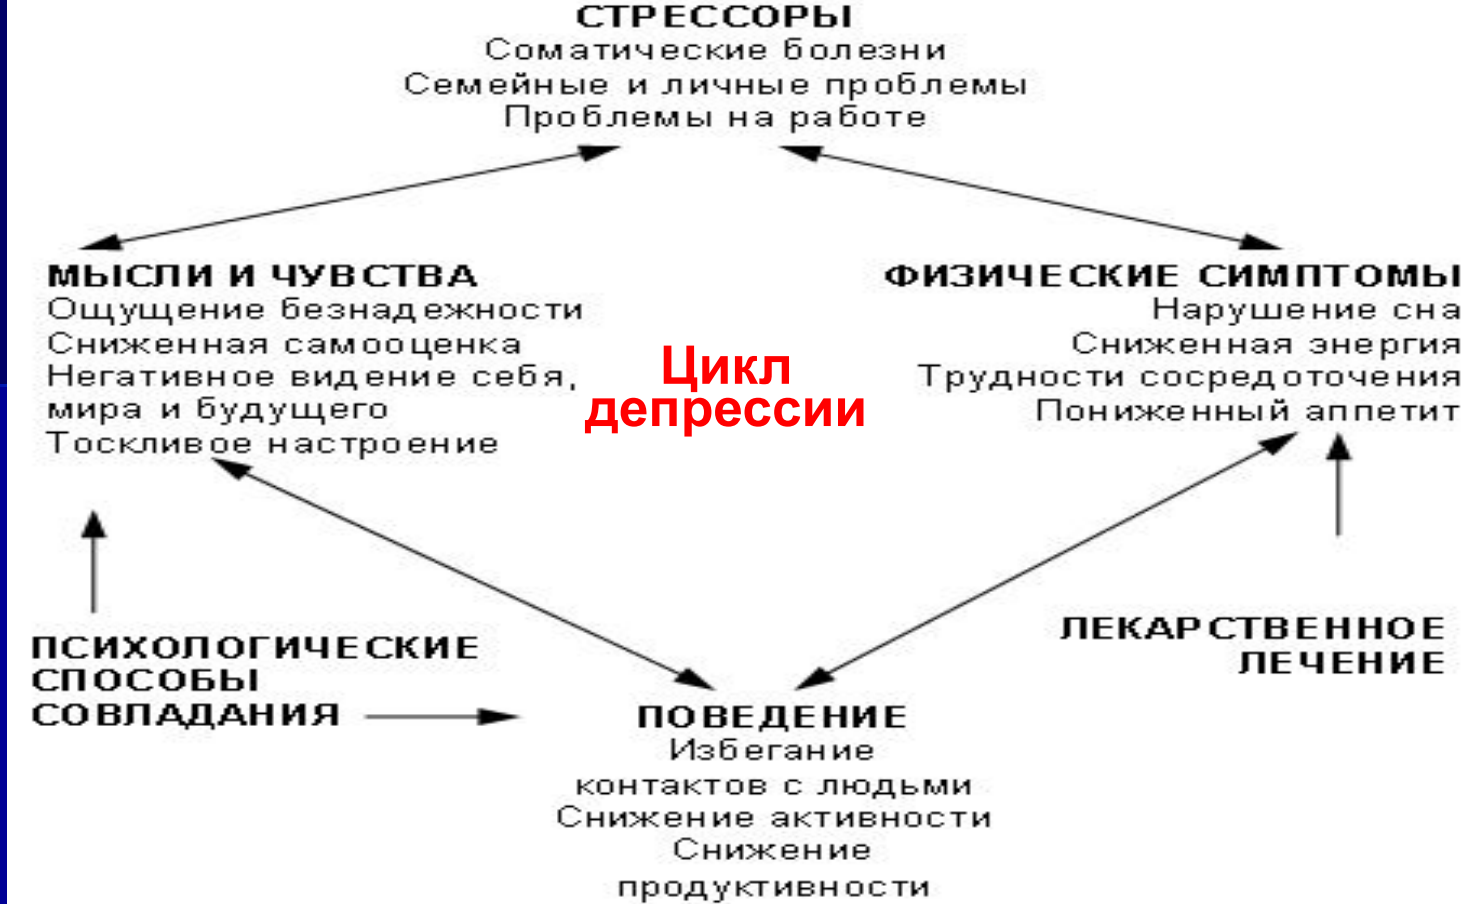 СТРЕССОРЫ
Соматические болезни
Семейные и личные проблемы
Проблемы на работе
МЫСЛИ И ЧУВСТВА
Ощущение безнадежности
Сниженная самооценка
Негативное видение себя,
мира и будущего
Тоскливое настроение
Цикл
депрессии
ФИЗИЧЕСКИЕ СИМПТОМЫ
Нарушение сна
Сниженная энергия
Трудности сосредоточения
Пониженный аппетит
ПСИХОЛОГИЧЕСКИЕ
СПОСОБЫ
СОВЛАДАНИЯ
ЛЕКАРСТВЕННОЕ
ЛЕЧЕНИЕ
ПОВЕДЕНИЕ
Избегание
контактов с людьми
Снижение активности
Снижение
продуктивности